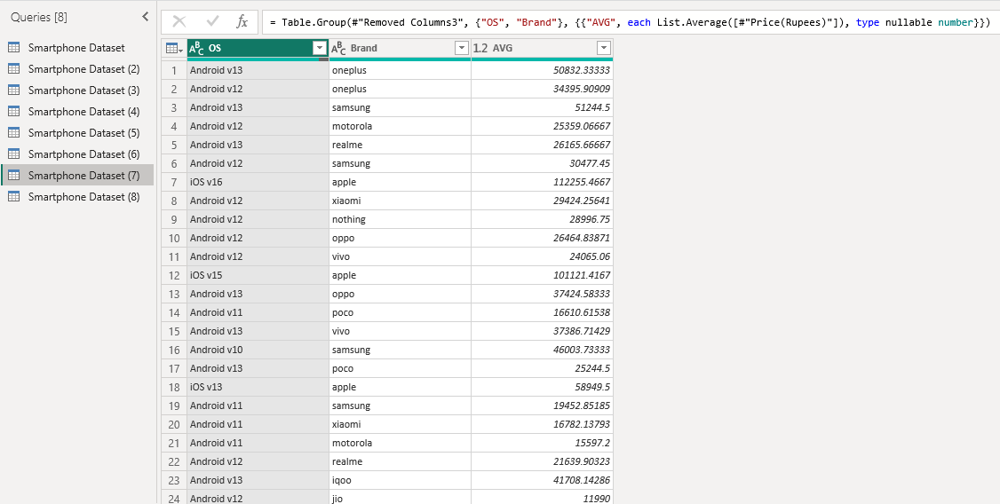 Queries [8]
Smartphone Dataset
Smartphone Dataset (2)
Smartphone Dataset (3)
Smartphone Dataset (4)
Smartphone Dataset (5)
Smartphone Dataset (6)
Smartphone Dataset (7)
Smartphone Dataset (8)
fx = Table.Group(#"Removed Columns3", {"OS", "Brand"}, {{"AVG", each List.Average([#"Price(Rupees)"]), type nullable number}})
ABC OS ABC Brand 1.2 AVG
1 Android v13 oneplus 50832.33333
2 Android v12 oneplus 34395.90909
3 Android v13 samsung 51244.5
4 Android v12 motorola 25359.06667
5 Android v13 realme 26165.66667
6 Android v12 samsung 30477.45
7 iOS v16 apple 112255.4667
8 Android v12 xiaomi 29424.25641
9 Android v12 nothing 28996.75
10 Android v12 oppo 26464.83871
11 Android v12 vivo 24065.06
12 iOS v15 apple 101121.4167
13 Android v13 oppo 37424.58333
14 Android v11 poco 16610.61538
15 Android v13 vivo 37386.71429
16 Android v10 samsung 46003.73333
17 Android v13 poco 25244.5
18 iOS v13 apple 58949.5
19 Android v11 samsung 19452.85185
20 Android v11 xiaomi 16782.13793
21 Android v11 motorola 15597.2
22 Android v12 realme 21639.90323
23 Android v13 iqoo 41708.14286
24 Android v12 jio 11990